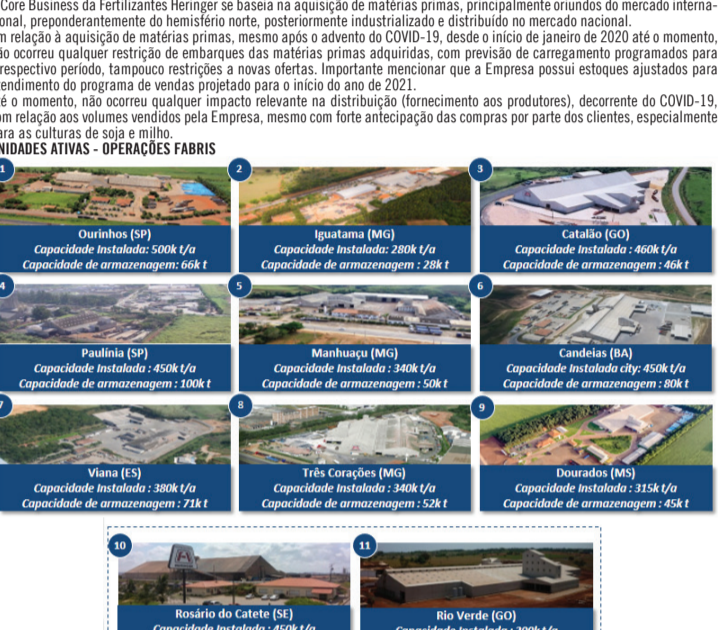 Core Business da Fertilizantes Heringer se baseia na aquisição de matérias primas, principalmente oriundos do mercado interna-
onal, preponderantemente do hemisfério norte, posteriormente industrializado e distribuído no mercado nacional.
m relação à aquisição de matérias primas, mesmo após o advento do COVID-19, desde o início de janeiro de 2020 até o momento,
ão ocorreu qualquer restrição de embarques das matérias primas adquiridas, com previsão de carregamento programados para
respectivo período, tampouco restrições a novas ofertas. Importante mencionar que a Empresa possui estoques ajustados para
tendimento do programa de vendas projetado para o início do ano de 2021.
té o momento, não ocorreu qualquer impacto relevante na distribuição (fornecimento aos produtores), decorrente do COVID-19,
om relação aos volumes vendidos pela Empresa, mesmo com forte antecipação das compras por parte dos clientes, especialmente
ara as culturas de soja e milho.
NIDADES ATIVAS - OPERAÇÕES FABRIS
1
Ourinhos (SP)
Capacidade Instalada: 500k t/a
Capacidade de armazenagem: 66k t
2
Iguatama (MG)
Capacidade Instalada: 280k t/a
Capacidade de armazenagem : 28k t
3
Catalão (GO)
Capacidade Instalada : 460k t/a
Capacidade de armazenagem : 46k t
4
Paulínia (SP)
Capacidade Instalada : 450k t/a
Capacidade de armazenagem : 100k t
5
Manhuaçu (MG)
Capacidade Instalada : 340k t/a
Capacidade de armazenagem : 50k t
6
Candeias (BA)
Capacidade Instalada city: 450k t/a
Capacidade de armazenagem : 80k t
7
Viana (ES)
Capacidade Instalada : 380k t/a
Capacidade de armazenagem : 71k t
8
Três Corações (MG)
Capacidade Instalada : 340k t/a
Capacidade de armazenagem : 52k t
9
Dourados (MS)
Capacidade Instalada : 315k t/a
Capacidade de armazenagem : 45k t
10
Rosário do Catete (SE)
Capacidade Instalada : 450k t/a
11
Rio Verde (GO)
Capacidade Instalada :